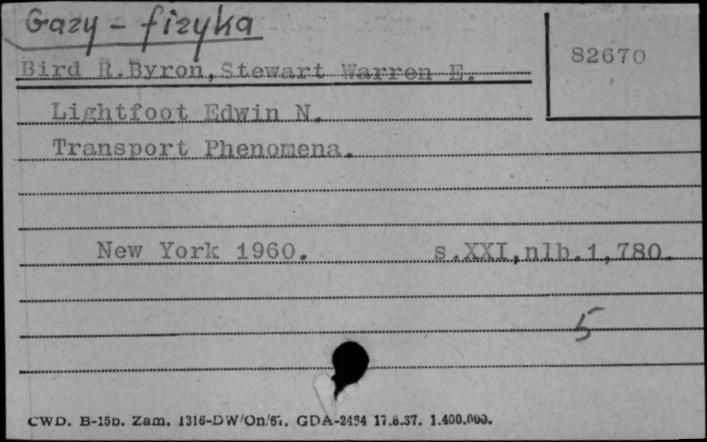 Gazy - fizyka
82670
Bird R.Byron, Stewart Warren E.
Lightfoot Edwin N.
Transport Phenomena.
New York 1960. s.XXI,nlb.1,780.
5
CWD. B-15b. Zam. 1316-DW/On/67. GDA-2434 17.8.57. 1.400.000.